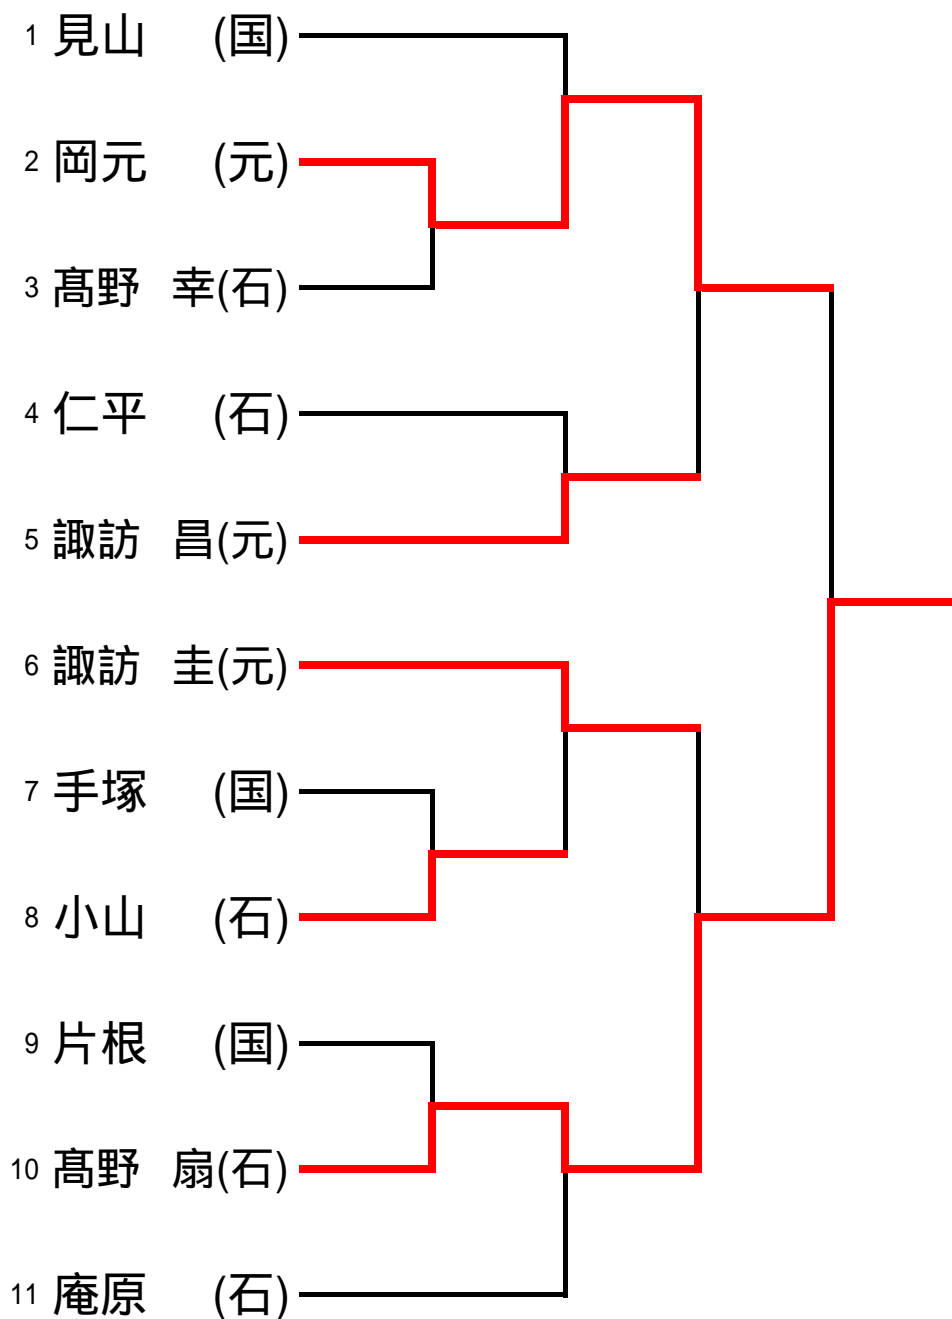 1 見山 (国)
2 岡元 (元)
3 髙野 幸(石)
4 仁平 (石)
5 諏訪 昌(元)
6 諏訪 圭(元)
7 手塚 (国)
8 小山 (石)
9 片根 (国)
10 髙野 扇(石)
11 庵原 (石)